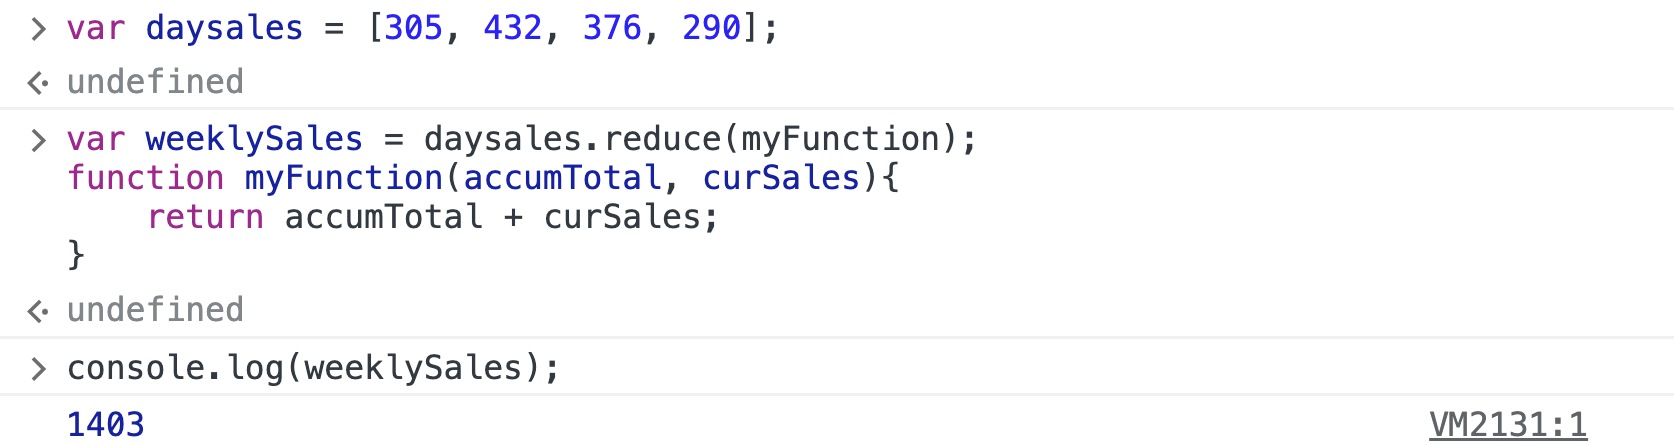 > var daysales = [305, 432, 376, 290];
undefined
> var weeklySales = daysales.reduce(myFunction);
function myFunction(accumTotal, curSales){
    return accumTotal + curSales;
}
undefined
> console.log(weeklySales);
1403 VM2131:1